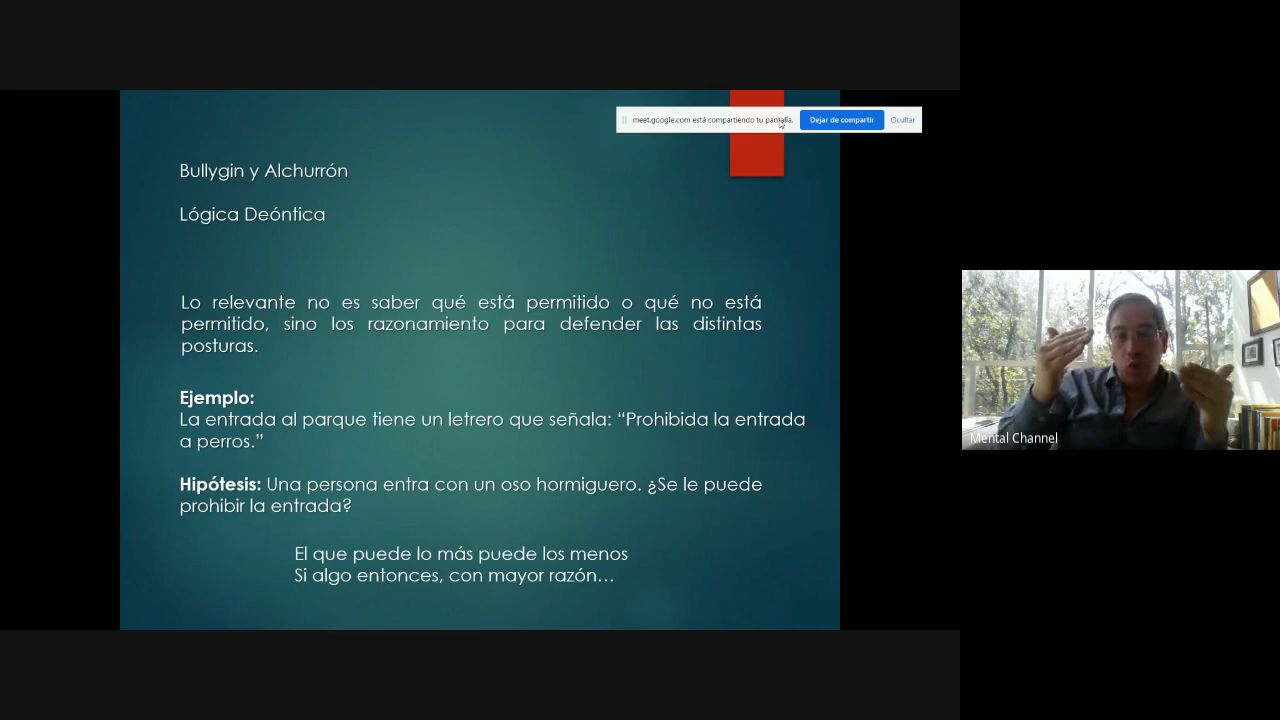 meet.google.com está compartiendo tu pantalla.
Dejar de compartir
Ocultar
Bullygin y Alchurrón
Lógica Deóntica
Lo relevante no es saber qué está permitido o qué no está
permitido, sino los razonamiento para defender las distintas
posturas.
Ejemplo:
La entrada al parque tiene un letrero que señala: “Prohibida la entrada
a perros.”
Hipótesis: Una persona entra con un oso hormiguero. ¿Se le puede
prohibir la entrada?
El que puede lo más puede los menos
Si algo entonces, con mayor razón…
Mental Channel